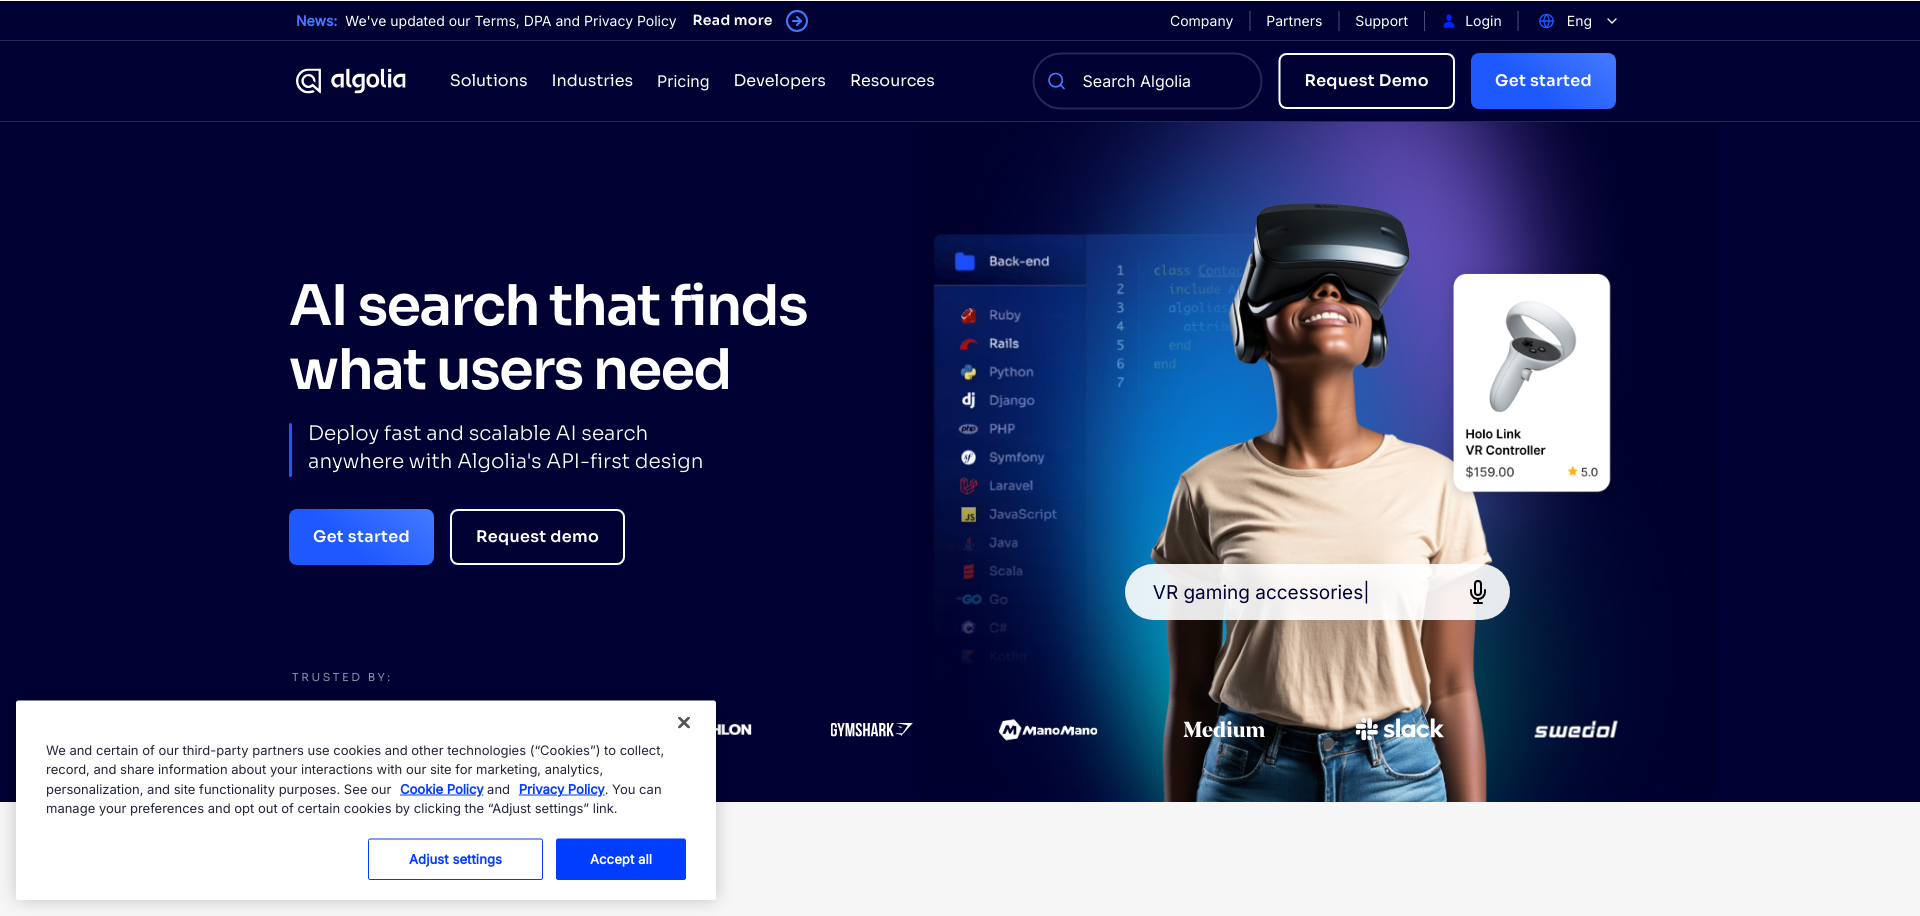 News: We've updated our Terms, DPA and Privacy Policy Read more
Company Partners Support Login Eng
algolia Solutions Industries Pricing Developers Resources Search Algolia Request Demo Get started
AI search that finds
what users need
Deploy fast and scalable AI search
anywhere with Algolia's API-first design
Get started Request demo
Back-end
Ruby
Rails
Python
dj Django
php PHP
sf Symfony
Laravel
JS JavaScript
Java
Scala
GO Go
C#
Kotlin
1 class
2 include
3
4
5 end
6 end
7
Holo Link
VR Controller
$159.00 5.0
VR gaming accessories
TRUSTED BY:
HLON GYMSHARK ManoMano Medium slack swedol
We and certain of our third-party partners use cookies and other technologies (“Cookies”) to collect,
record, and share information about your interactions with our site for marketing, analytics,
personalization, and site functionality purposes. See our Cookie Policy and Privacy Policy. You can
manage your preferences and opt out of certain cookies by clicking the “Adjust settings” link.
Adjust settings Accept all